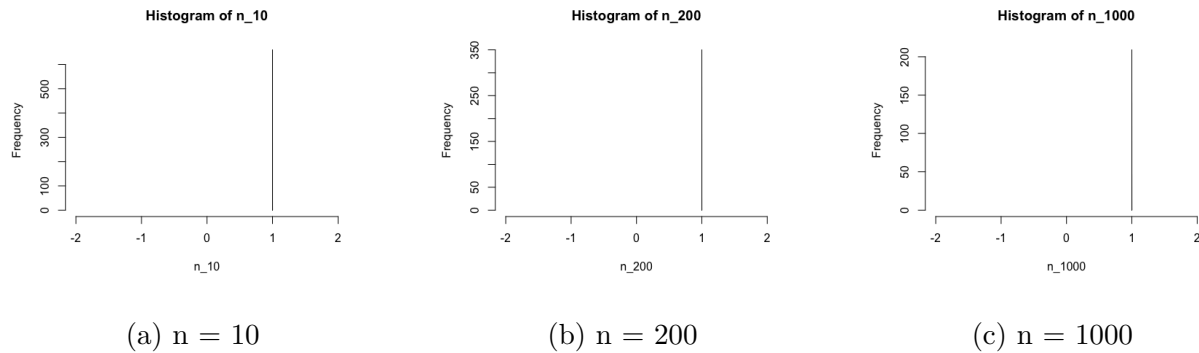 Histogram of n_10
Frequency
0
100
300
500
-2
-1
0
1
2
n_10
(a) n = 10
Histogram of n_200
Frequency
0
50
150
250
350
-2
-1
0
1
2
n_200
(b) n = 200
Histogram of n_1000
Frequency
0
50
100
150
200
-2
-1
0
1
2
n_1000
(c) n = 1000